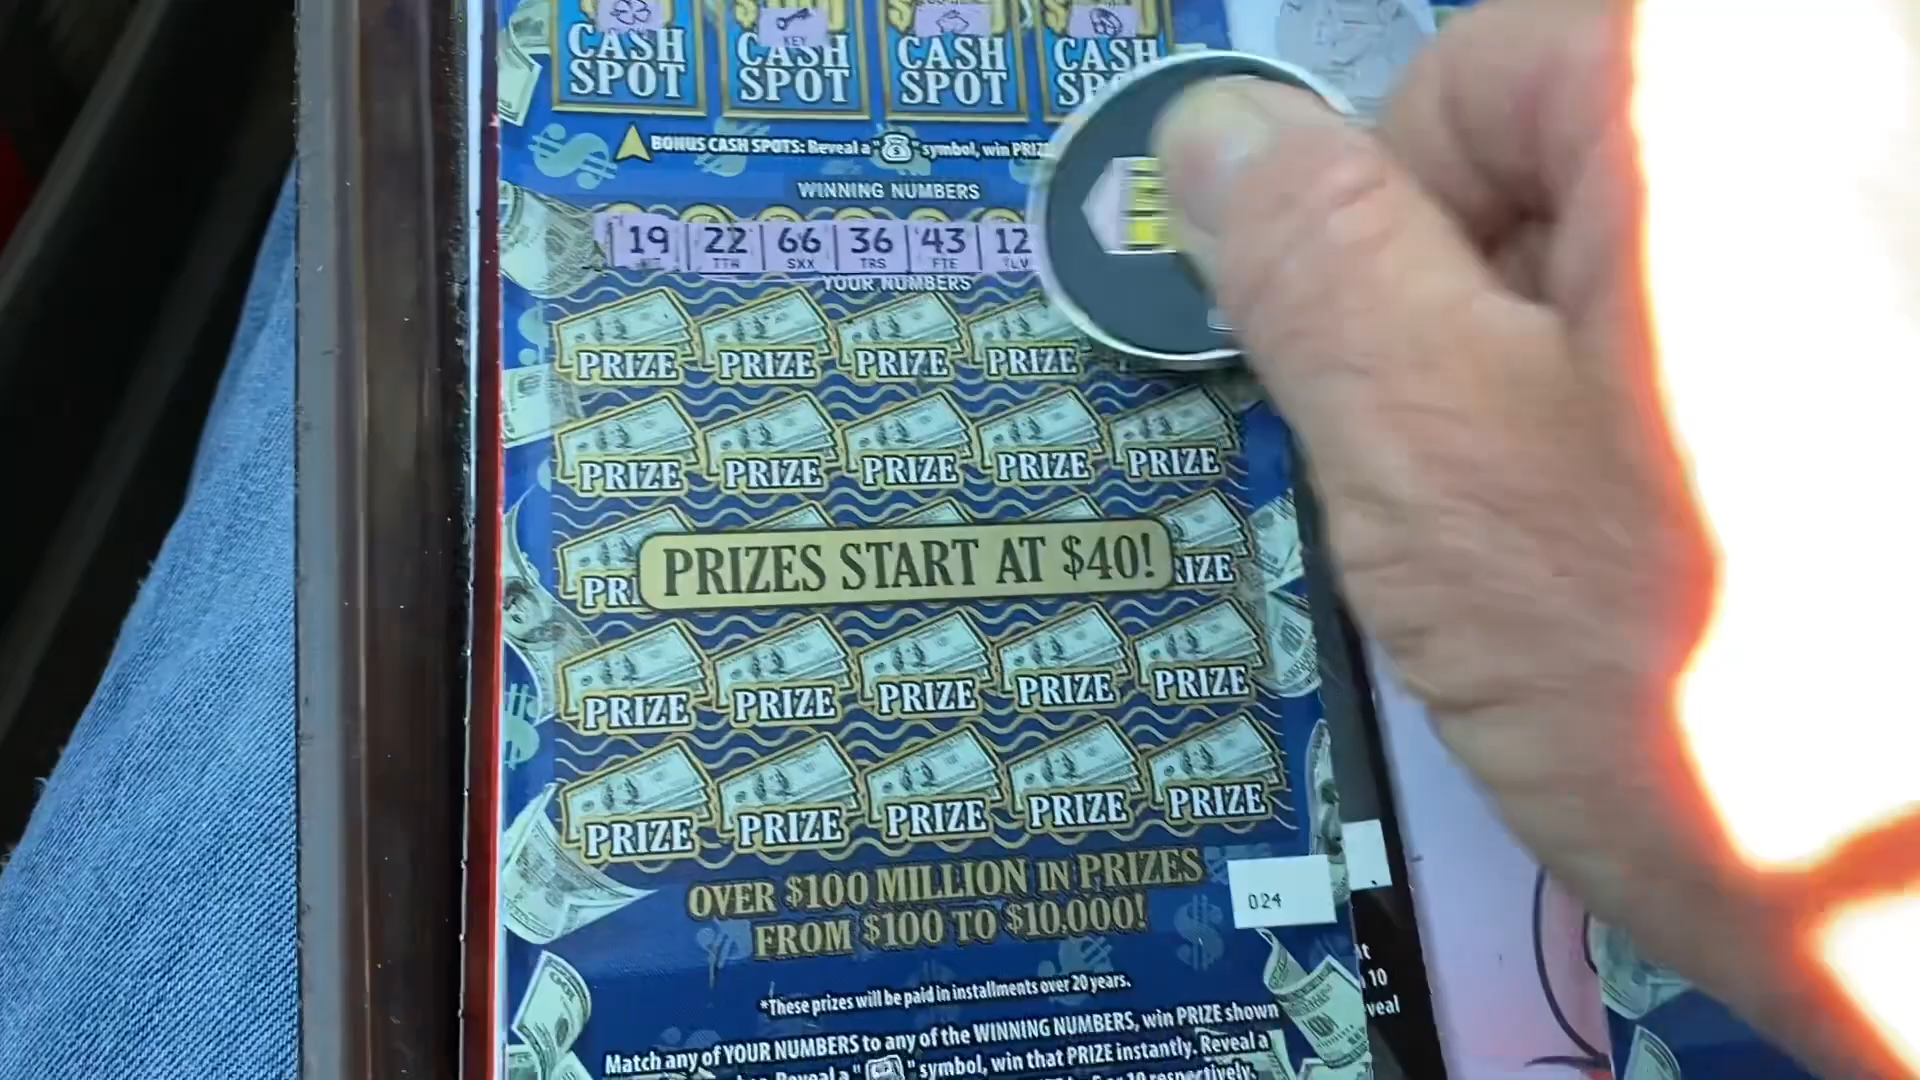 KEY
CASH SPOT CASH SPOT CASH SPOT CASH
BONUS CASH SPOTS: Reveal a " " symbol, win PRIZE
WINNING NUMBERS
19 22 66 36 43 12
TTH SXX TRS FTE TLV
YOUR NUMBERS
PRIZE PRIZE PRIZE PRIZE
PRIZE PRIZE PRIZE PRIZE PRIZE
PRIZES START AT $40!
PRIZE PRIZE PRIZE PRIZE PRIZE
PRIZE PRIZE PRIZE PRIZE PRIZE
OVER $100 MILLION IN PRIZES
FROM $100 TO $10,000!
024
*These prizes will be paid in installments over 20 years.
Match any of YOUR NUMBERS to any of the WINNING NUMBERS, win PRIZE shown
Reveal a " " symbol, win that PRIZE instantly. Reveal a
10 respectively.